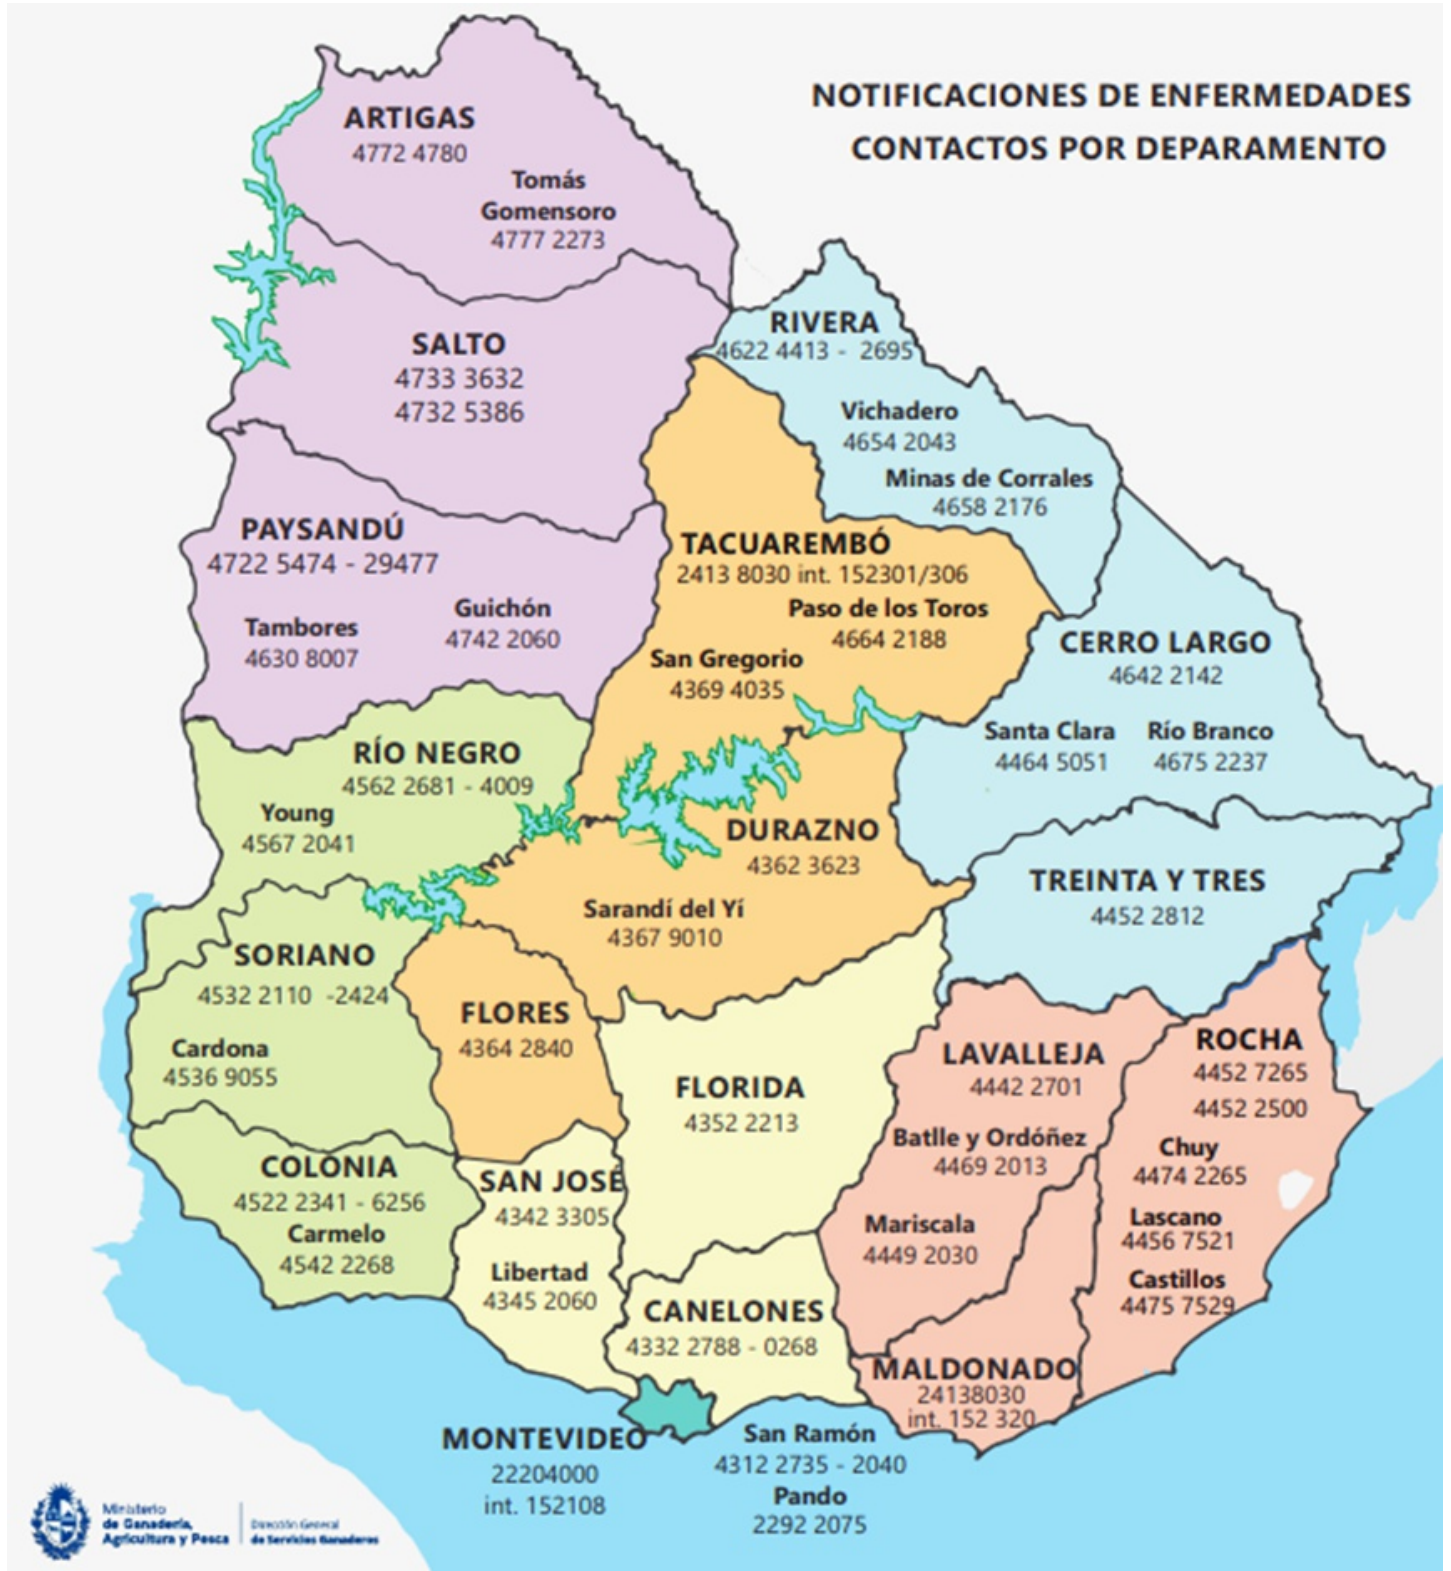 NOTIFICACIONES DE ENFERMEDADES
CONTACTOS POR DEPARAMENTO
ARTIGAS
4772 4780
Tomás
Gomensoro
4777 2273
SALTO
4733 3632
4732 5386
RIVERA
4622 4413 - 2695
Vichadero
4654 2043
Minas de Corrales
4658 2176
PAYSANDÚ
4722 5474 - 29477
Tambores
4630 8007
Guichón
4742 2060
TACUAREMBÓ
2413 8030 int. 152301/306
Paso de los Toros
4664 2188
San Gregorio
4369 4035
CERRO LARGO
4642 2142
Santa Clara
4464 5051
Río Branco
4675 2237
RÍO NEGRO
4562 2681 - 4009
Young
4567 2041
DURAZNO
4362 3623
Sarandí del Yí
4367 9010
TREINTA Y TRES
4452 2812
SORIANO
4532 2110 -2424
Cardona
4536 9055
FLORES
4364 2840
FLORIDA
4352 2213
LAVALLEJA
4442 2701
Batlle y Ordóñez
4469 2013
Mariscala
4449 2030
ROCHA
4452 7265
4452 2500
Chuy
4474 2265
Lascano
4456 7521
Castillos
4475 7529
COLONIA
4522 2341 - 6256
Carmelo
4542 2268
SAN JOSÉ
4342 3305
Libertad
4345 2060
CANELONES
4332 2788 - 0268
MALDONADO
24138030
int. 152 320
MONTEVIDEO
22204000
int. 152108
San Ramón
4312 2735 - 2040
Pando
2292 2075
Ministerio
de Ganadería,
Agricultura y Pesca
Dirección General
de Servicios Ganaderos